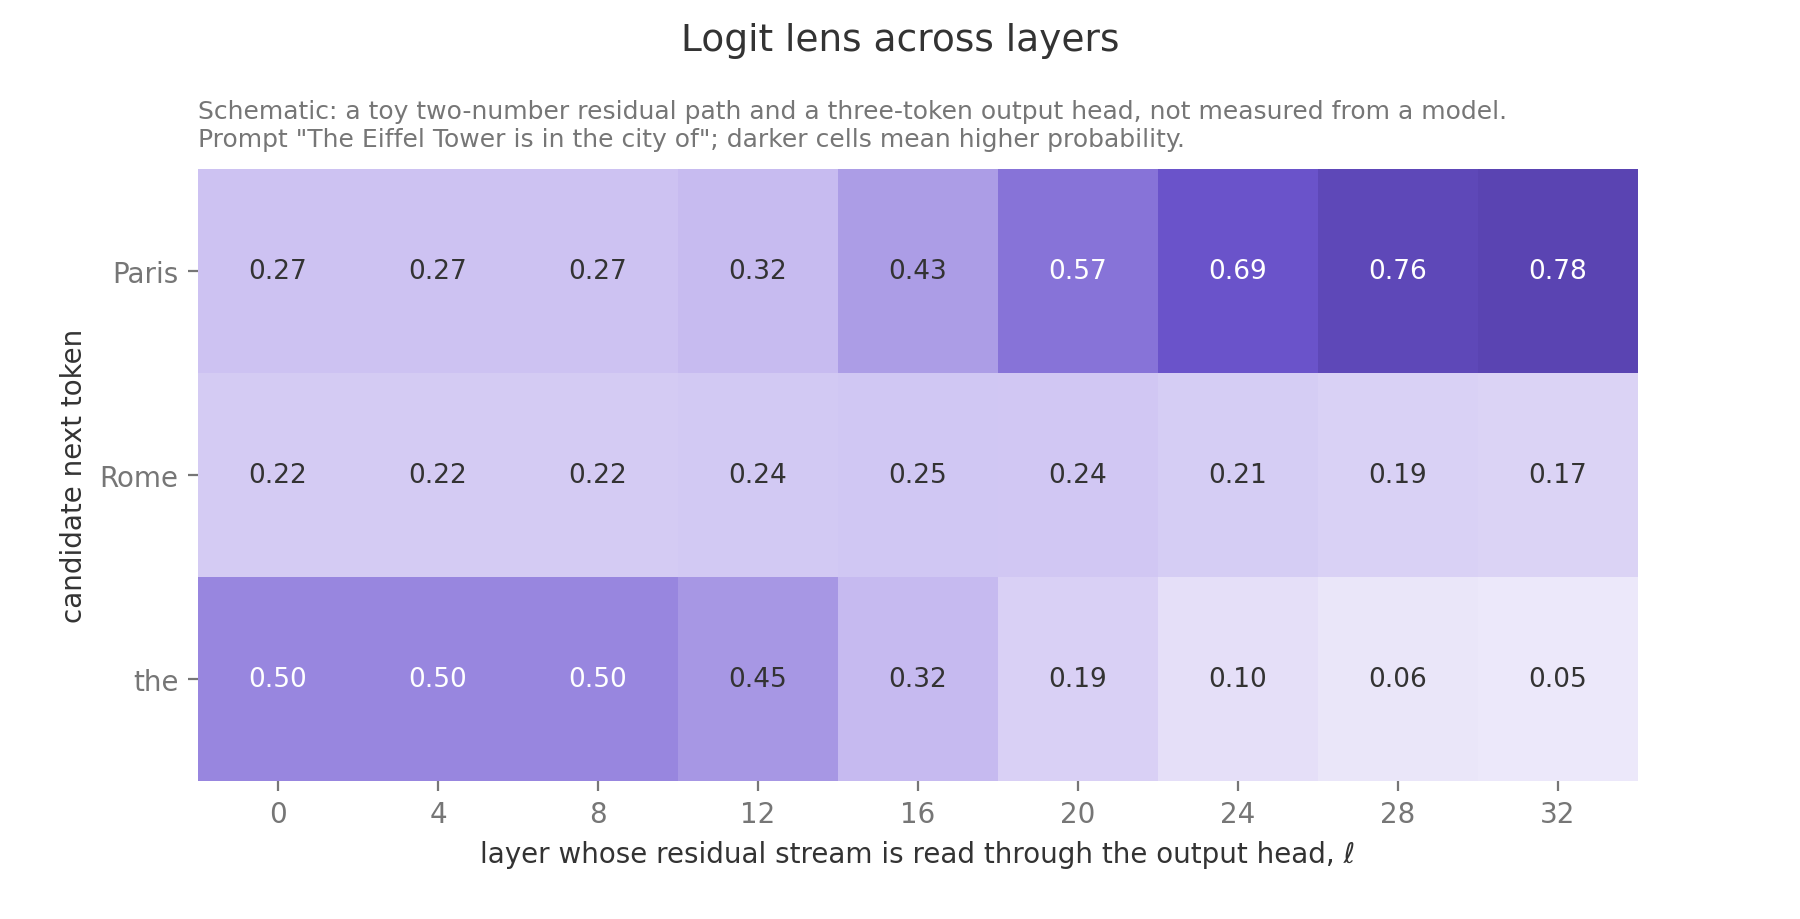 Logit lens across layers
Schematic: a toy two-number residual path and a three-token output head, not measured from a model.
Prompt "The Eiffel Tower is in the city of"; darker cells mean higher probability.
candidate next token
Paris 0.27 0.27 0.27 0.32 0.43 0.57 0.69 0.76 0.78
Rome 0.22 0.22 0.22 0.24 0.25 0.24 0.21 0.19 0.17
the 0.50 0.50 0.50 0.45 0.32 0.19 0.10 0.06 0.05
0 4 8 12 16 20 24 28 32
layer whose residual stream is read through the output head, ℓ